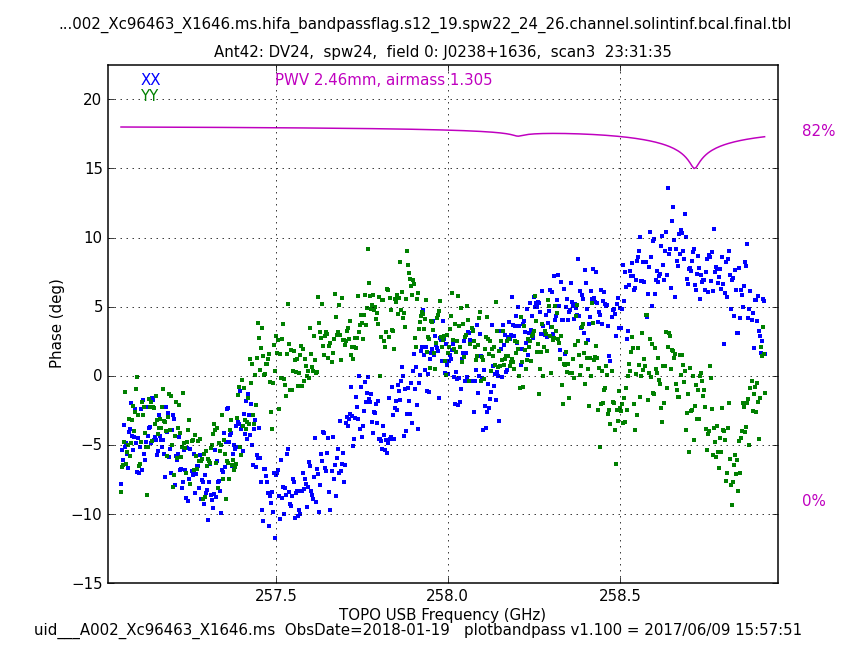 ...002_Xc96463_X1646.ms.hifa_bandpassflag.s12_19.spw22_24_26.channel.solintinf.bcal.final.tbl
Ant42: DV24, spw24, field 0: J0238+1636, scan3 23:31:35
XX
PWV 2.46mm, airmass 1.305
YY
20
15
10
5
0
−5
−10
−15
Phase (deg)
82%
0%
257.5
258.0
258.5
TOPO USB Frequency (GHz)
uid___A002_Xc96463_X1646.ms ObsDate=2018-01-19 plotbandpass v1.100 = 2017/06/09 15:57:51